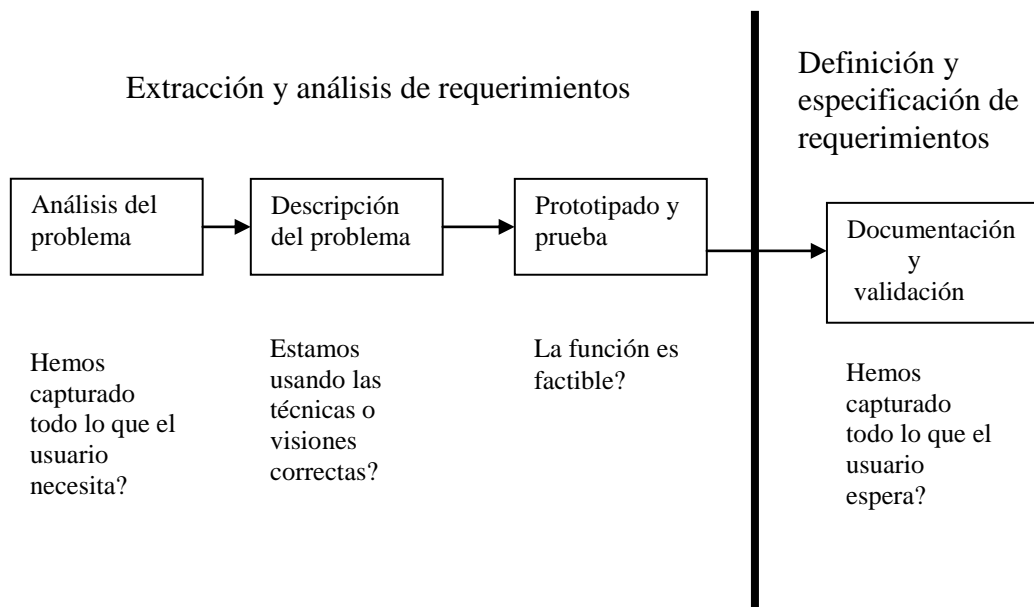 Extracción y análisis de requerimientos
Definición y
especificación de
requerimientos
Análisis del
problema
Descripción
del problema
Prototipado y
prueba
Documentación
y
validación
Hemos
capturado
todo lo que el
usuario
necesita?
Estamos
usando las
técnicas o
visiones
correctas?
La función es
factible?
Hemos
capturado
todo lo que el
usuario
espera?